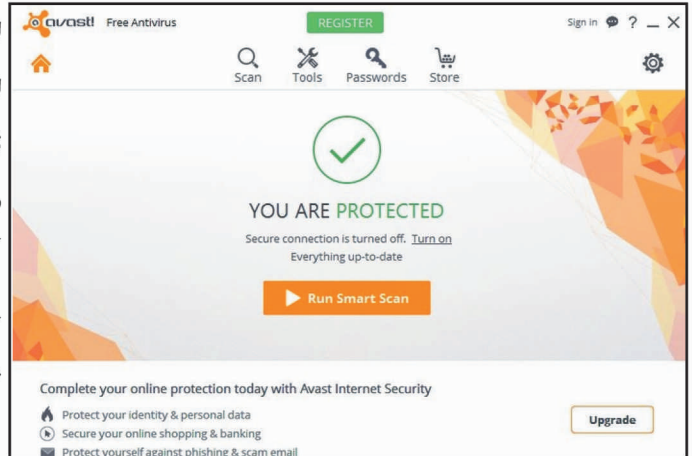 avast! Free Antivirus
REGISTER
Sign in ?
Scan Tools Passwords Store
YOU ARE PROTECTED
Secure connection is turned off. Turn on
Everything up-to-date
Run Smart Scan
Complete your online protection today with Avast Internet Security
Protect your identity & personal data
Upgrade
Secure your online shopping & banking
Protect yourself against phishing & scam email